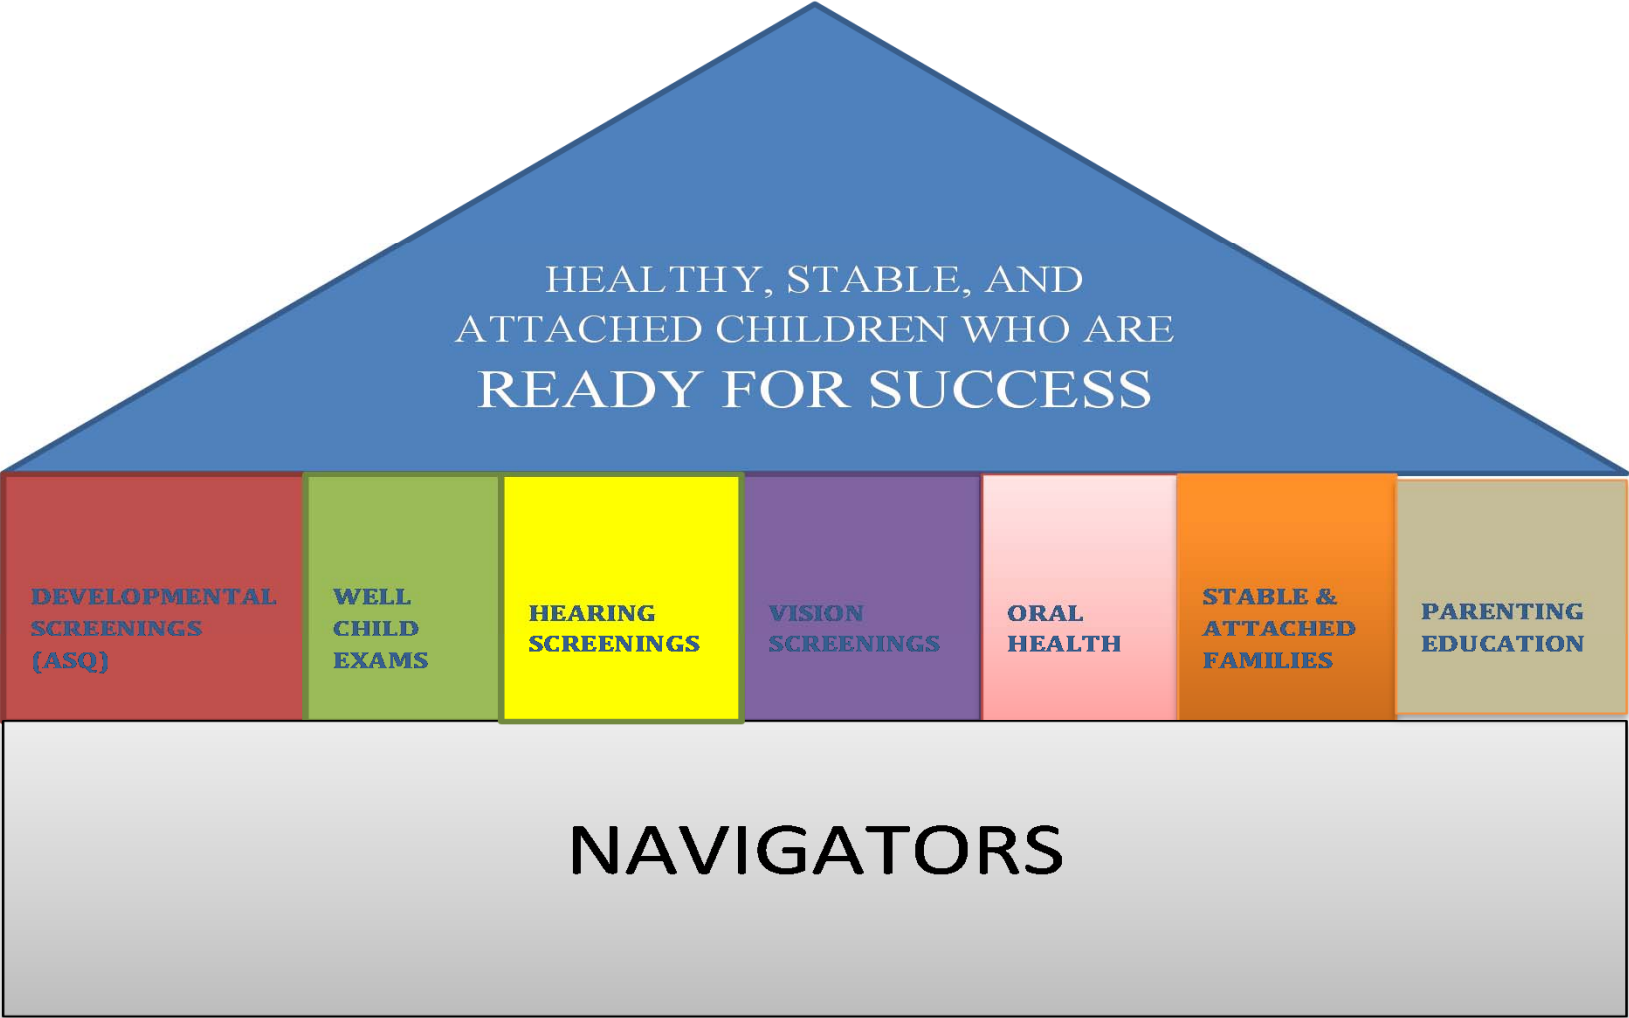 HEALTHY, STABLE, AND
ATTACHED CHILDREN WHO ARE
READY FOR SUCCESS
DEVELOPMENTAL
SCREENINGS
(ASQ)
WELL
CHILD
EXAMS
HEARING
SCREENINGS
VISION
SCREENINGS
ORAL
HEALTH
STABLE &
ATTACHED
FAMILIES
PARENTING
EDUCATION
NAVIGATORS